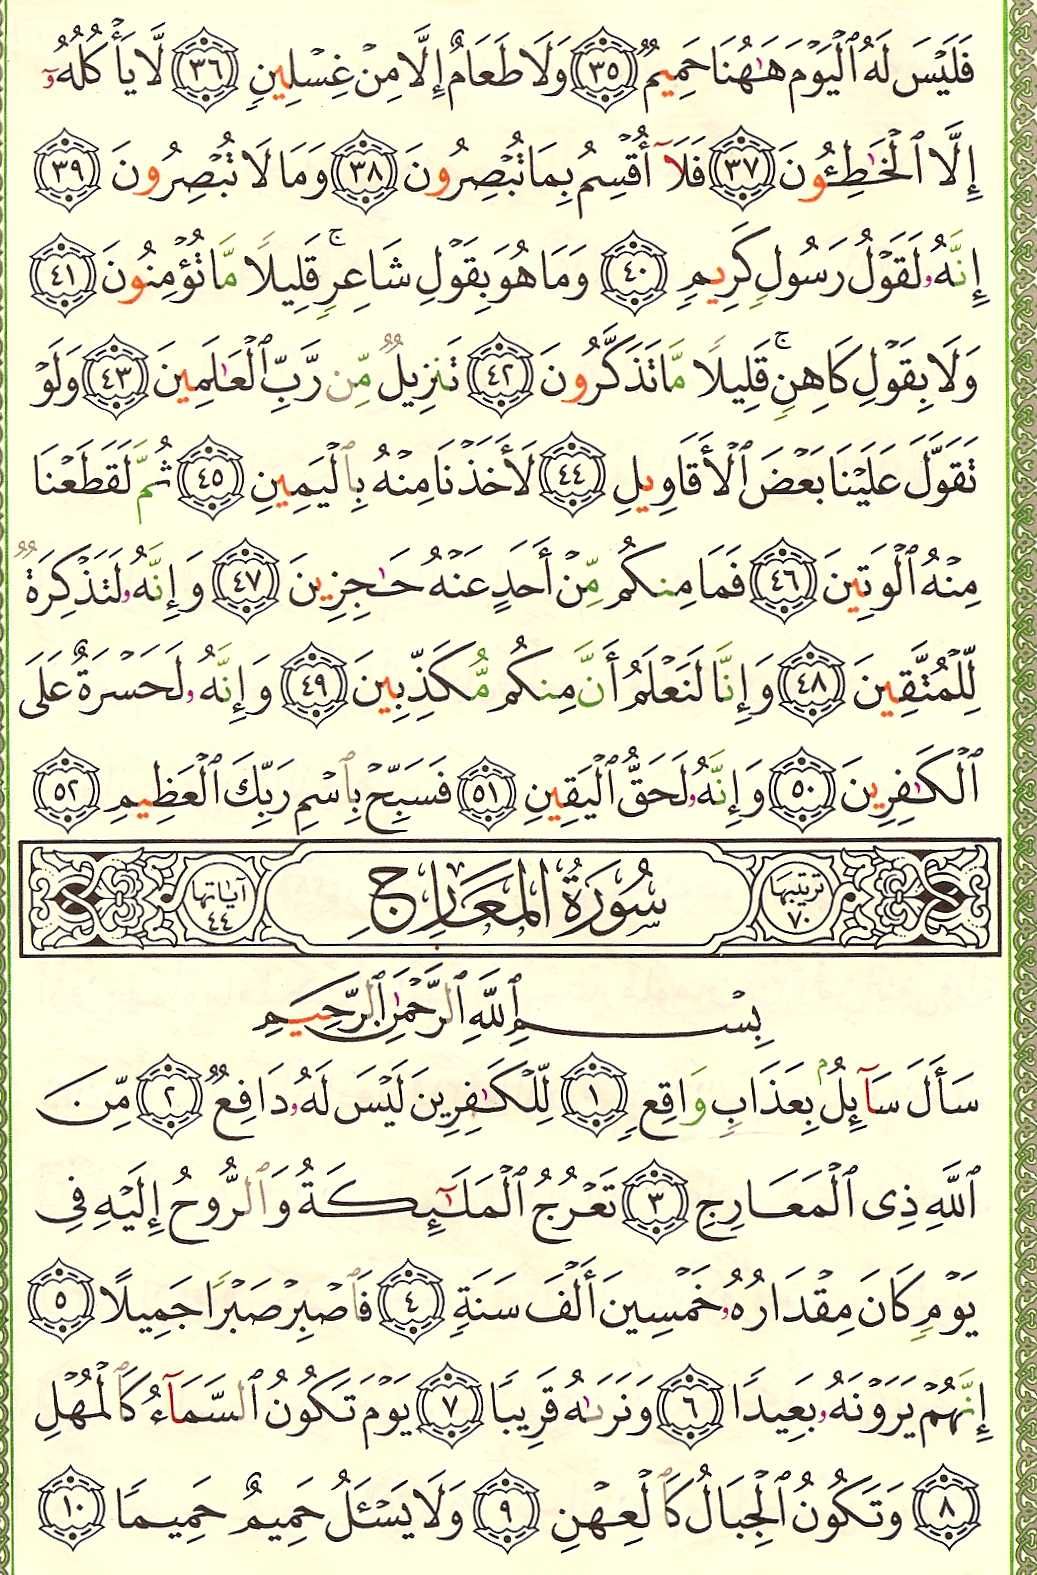 فَلَيْسَ لَهُ ٱلْيَوْمَ هَـٰهُنَا حَمِيمٌ ٣٥ وَلَا طَعَامٌ إِلَّا مِنْ غِسْلِينٍ ٣٦ لَّا يَأْكُلُهُۥٓ
إِلَّا ٱلْخَـٰطِـُٔونَ ٣٧ فَلَآ أُقْسِمُ بِمَا تُبْصِرُونَ ٣٨ وَمَا لَا تُبْصِرُونَ ٣٩
إِنَّهُۥ لَقَوْلُ رَسُولٍ كَرِيمٍ ٤٠ وَمَا هُوَ بِقَوْلِ شَاعِرٍ ۚ قَلِيلًا مَّا تُؤْمِنُونَ ٤١
وَلَا بِقَوْلِ كَاهِنٍ ۚ قَلِيلًا مَّا تَذَكَّرُونَ ٤٢ تَنزِيلٌ مِّن رَّبِّ ٱلْعَـٰلَمِينَ ٤٣ وَلَوْ
تَقَوَّلَ عَلَيْنَا بَعْضَ ٱلْأَقَاوِيلِ ٤٤ لَأَخَذْنَا مِنْهُ بِٱلْيَمِينِ ٤٥ ثُمَّ لَقَطَعْنَا
مِنْهُ ٱلْوَتِينَ ٤٦ فَمَا مِنكُم مِّنْ أَحَدٍ عَنْهُ حَـٰجِزِينَ ٤٧ وَإِنَّهُۥ لَتَذْكِرَةٌ
لِّلْمُتَّقِينَ ٤٨ وَإِنَّا لَنَعْلَمُ أَنَّ مِنكُم مُّكَذِّبِينَ ٤٩ وَإِنَّهُۥ لَحَسْرَةٌ عَلَى
ٱلْكَـٰفِرِينَ ٥٠ وَإِنَّهُۥ لَحَقُّ ٱلْيَقِينِ ٥١ فَسَبِّحْ بِٱسْمِ رَبِّكَ ٱلْعَظِيمِ ٥٢
ترتيبها ٧٠ سُورَةُ المَعَارِجِ آياتها ٤٤
بِسْمِ ٱللَّهِ ٱلرَّحْمَـٰنِ ٱلرَّحِيمِ
سَأَلَ سَآئِلٌۢ بِعَذَابٍ وَاقِعٍ ١ لِّلْكَـٰفِرِينَ لَيْسَ لَهُۥ دَافِعٌ ٢ مِّنَ
ٱللَّهِ ذِى ٱلْمَعَارِجِ ٣ تَعْرُجُ ٱلْمَلَـٰٓئِكَةُ وَٱلرُّوحُ إِلَيْهِ فِى
يَوْمٍ كَانَ مِقْدَارُهُۥ خَمْسِينَ أَلْفَ سَنَةٍ ٤ فَٱصْبِرْ صَبْرًا جَمِيلًا ٥
إِنَّهُمْ يَرَوْنَهُۥ بَعِيدًا ٦ وَنَرَىٰهُ قَرِيبًا ٧ يَوْمَ تَكُونُ ٱلسَّمَآءُ كَٱلْمُهْلِ
٨ وَتَكُونُ ٱلْجِبَالُ كَٱلْعِهْنِ ٩ وَلَا يَسْـَٔلُ حَمِيمٌ حَمِيمًا ١٠